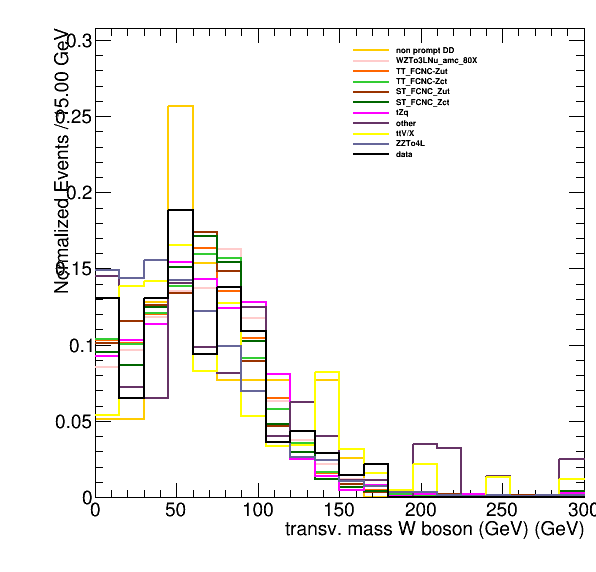 Normalized Events / 15.00 GeV
0.3
0.25
0.2
0.15
0.1
0.05
0
non prompt DD
WZTo3LNu_amc_80X
TT_FCNC-Zut
TT_FCNC-Zct
ST_FCNC_Zut
ST_FCNC_Zct
tZq
other
ttV/X
ZZTo4L
data
0 50 100 150 200 250 300
transv. mass W boson (GeV) (GeV)